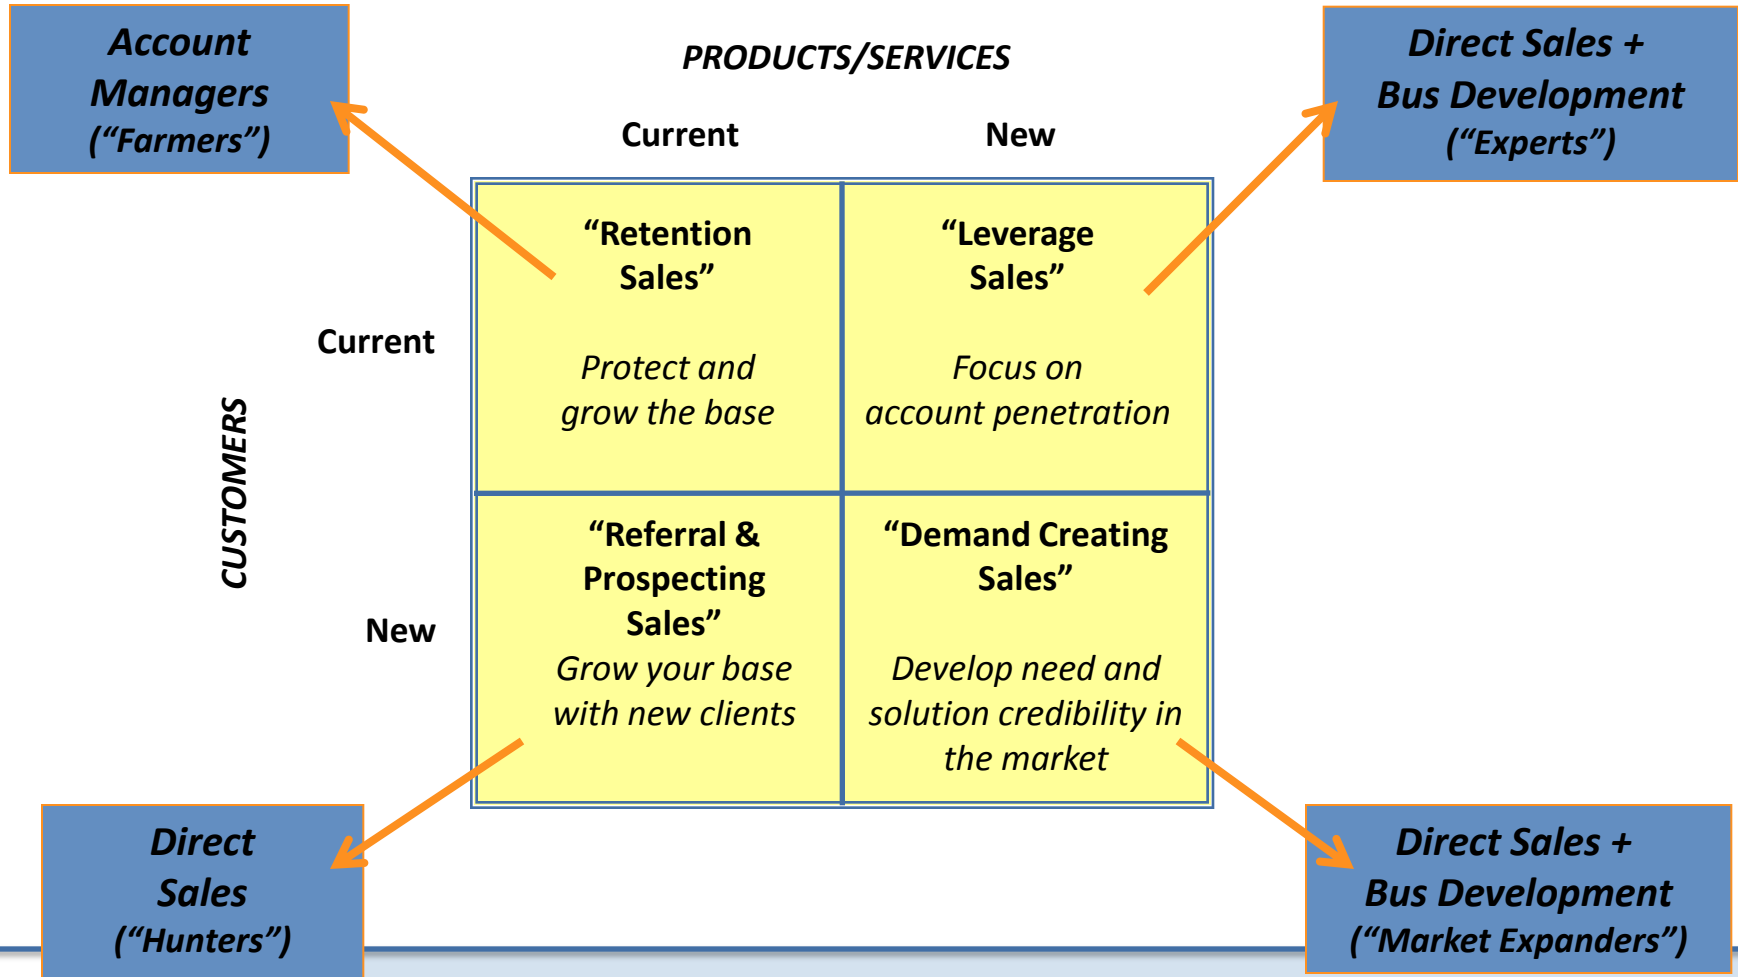 Account
Managers
(“Farmers”)
PRODUCTS/SERVICES
Direct Sales +
Bus Development
(“Experts”)
Current
New
“Retention
Sales”
Protect and
grow the base
“Leverage
Sales”
Focus on
account penetration
Current
CUSTOMERS
New
“Referral &
Prospecting
Sales”
Grow your base
with new clients
“Demand Creating
Sales”
Develop need and
solution credibility in
the market
Direct
Sales
(“Hunters”)
Direct Sales +
Bus Development
(“Market Expanders”)